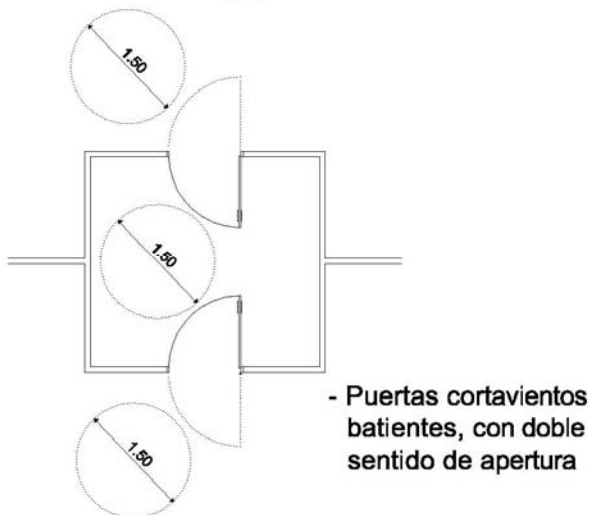 1.50
1.50
- Puertas cortavientos
batientes, con doble
sentido de apertura
1.50